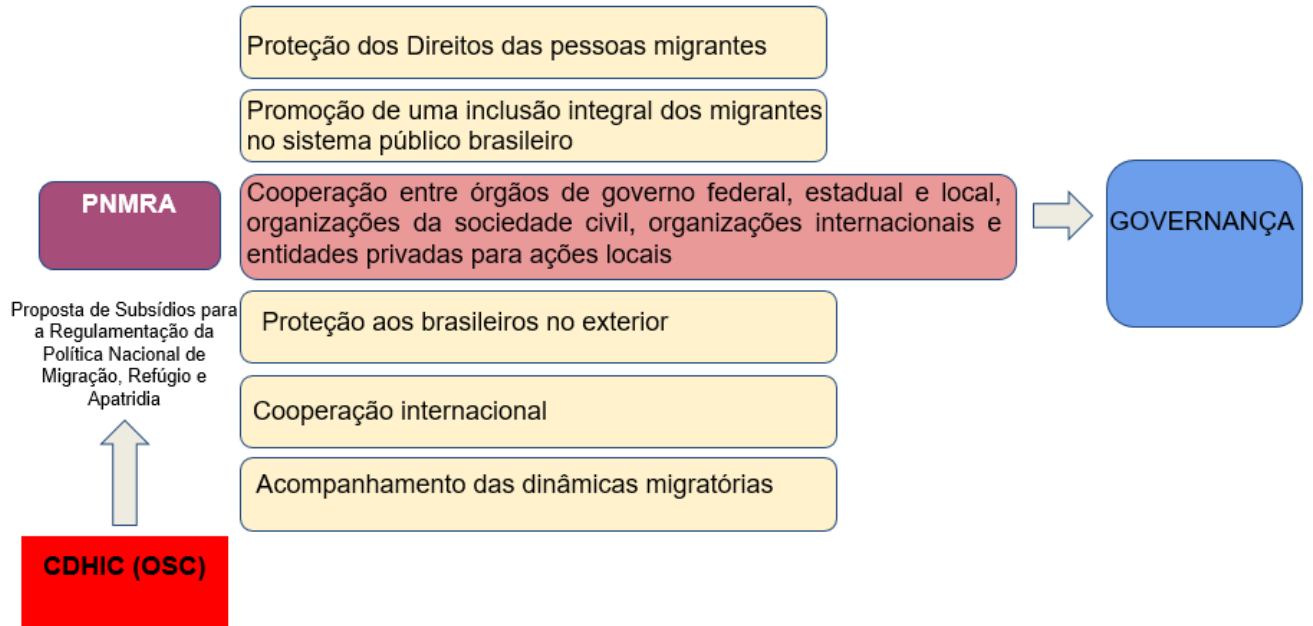 Proteção dos Direitos das pessoas migrantes
Promoção de uma inclusão integral dos migrantes
no sistema público brasileiro
PNMRA
Cooperação entre órgãos de governo federal, estadual e local,
organizações da sociedade civil, organizações internacionais e
entidades privadas para ações locais
GOVERNANÇA
Proposta de Subsídios para
a Regulamentação da
Política Nacional de
Migração, Refúgio e
Apatridia
Proteção aos brasileiros no exterior
Cooperação internacional
Acompanhamento das dinâmicas migratórias
CDHIC (OSC)